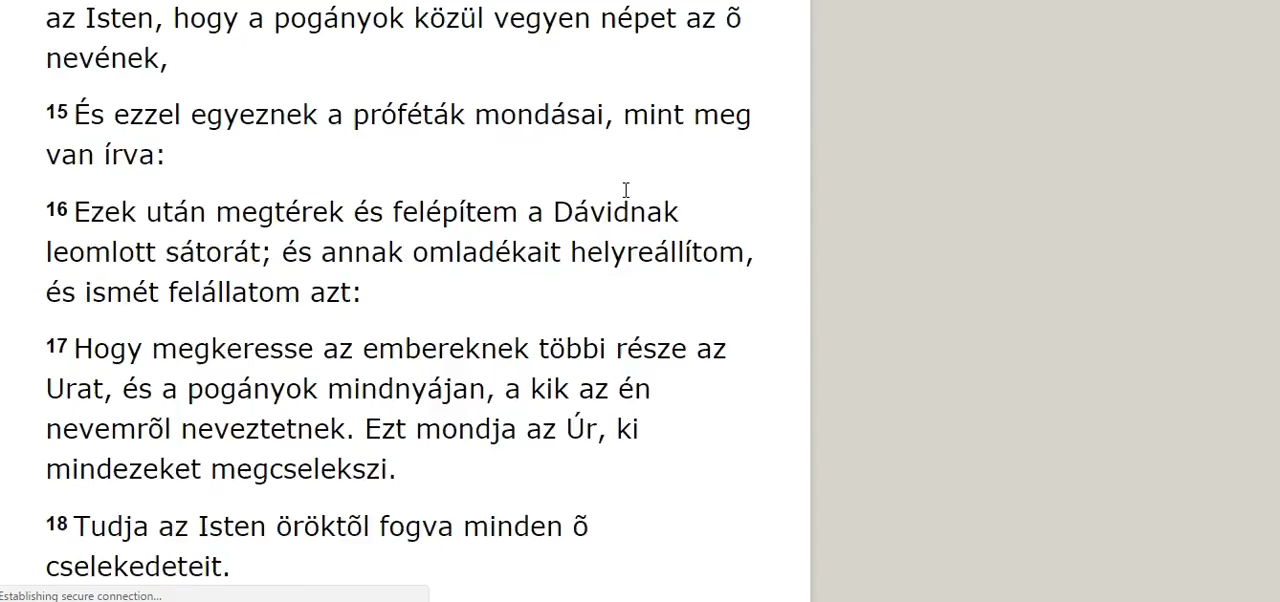 az Isten, hogy a pogányok közül vegyen népet az õ
nevének,
15 És ezzel egyeznek a próféták mondásai, mint meg
van írva:
16 Ezek után megtérek és felépítem a Dávidnak
leomlott sátorát; és annak omladékait helyreállítom,
és ismét felállatom azt:
17 Hogy megkeresse az embereknek többi része az
Urat, és a pogányok mindnyájan, a kik az én
nevemrõl neveztetnek. Ezt mondja az Úr, ki
mindezeket megcselekszi.
18 Tudja az Isten öröktõl fogva minden õ
cselekedeteit.
Establishing secure connection...